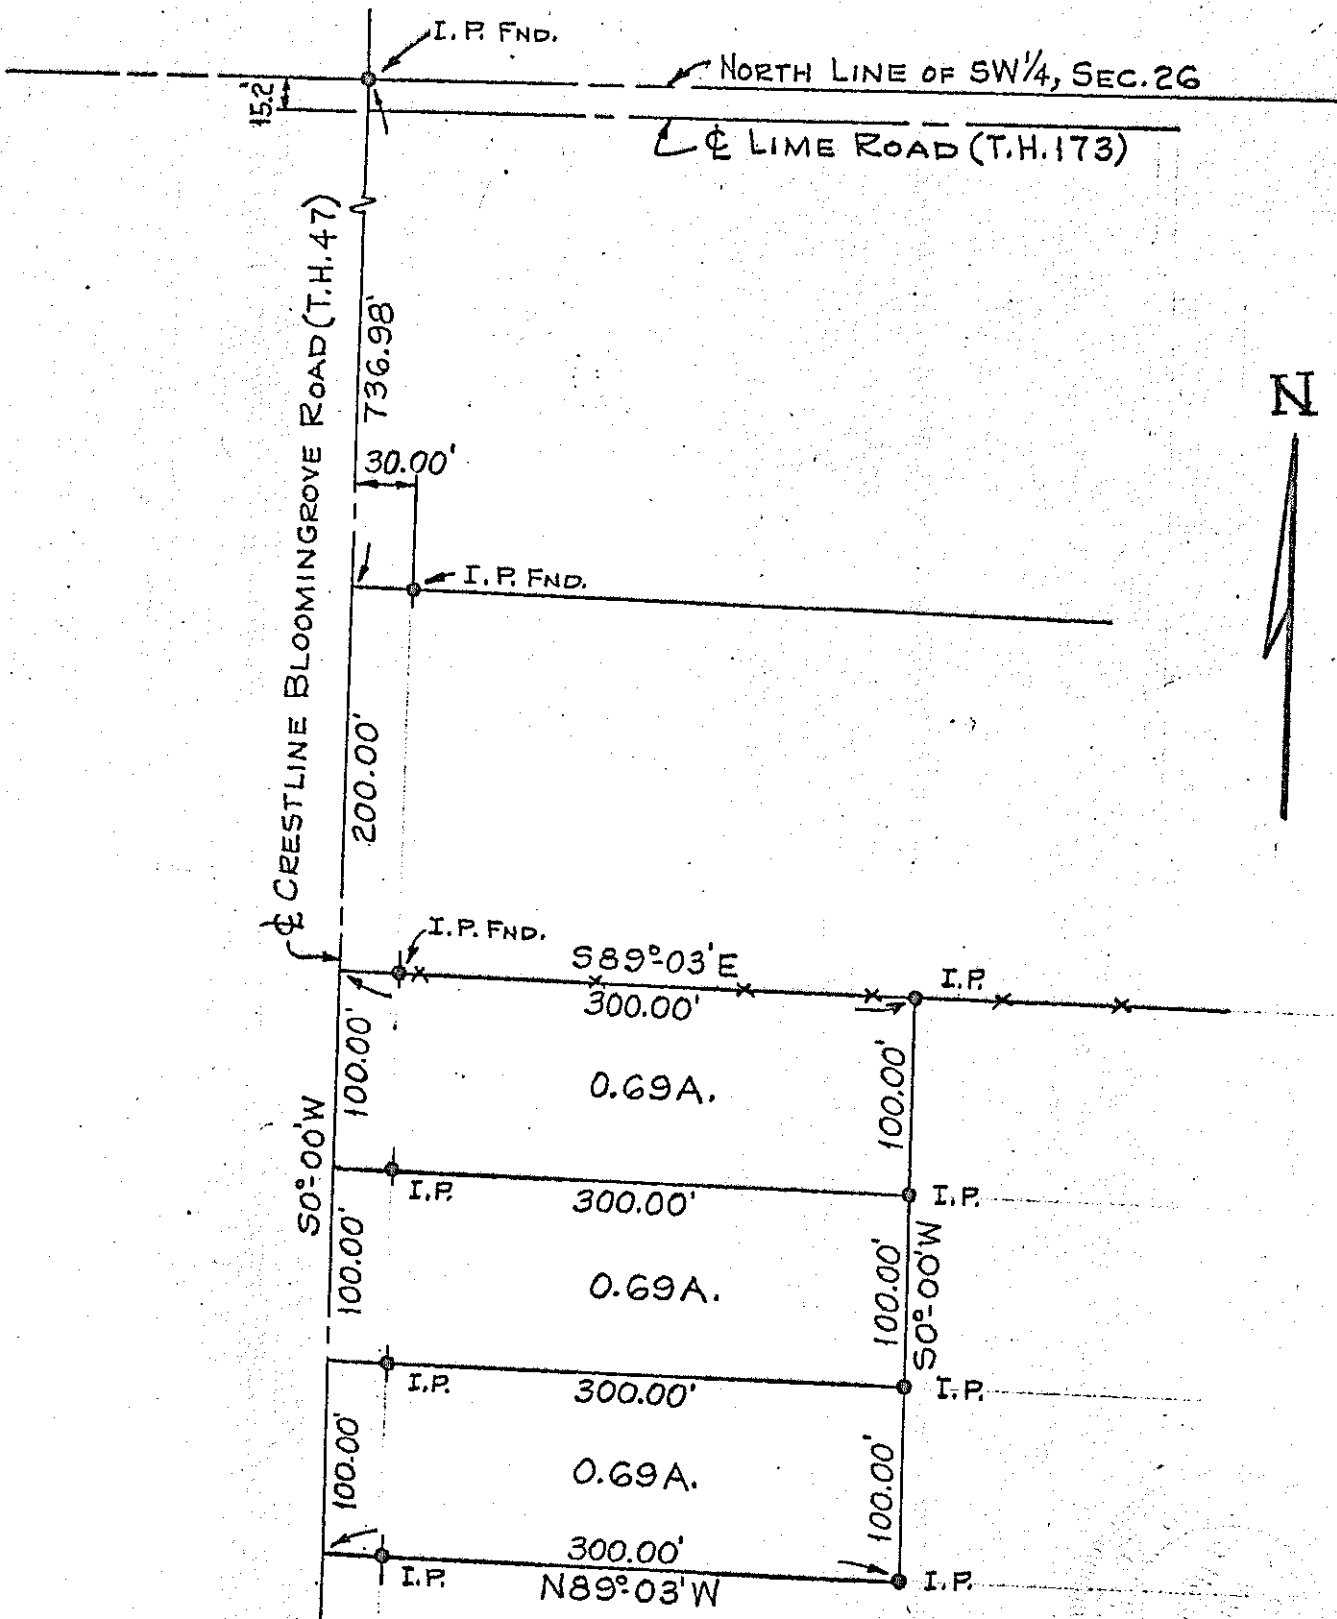 I.P. FND.
NORTH LINE OF SW¼, SEC. 26
15.2'
℄ LIME ROAD (T.H. 173)
℄ CRESTLINE BLOOMINGROVE ROAD (T.H. 47)
736.98'
N
30.00'
I.P. FND.
200.00'
I.P. FND.
S89°-03'E
I.P.
300.00'
100.00'
0.69A.
100.00'
S0°-00'W
I.P.
300.00'
I.P.
100.00'
0.69A.
100.00'
S0°-00'W
I.P.
300.00'
I.P.
100.00'
0.69A.
100.00'
300.00'
I.P.
N89°-03'W
I.P.